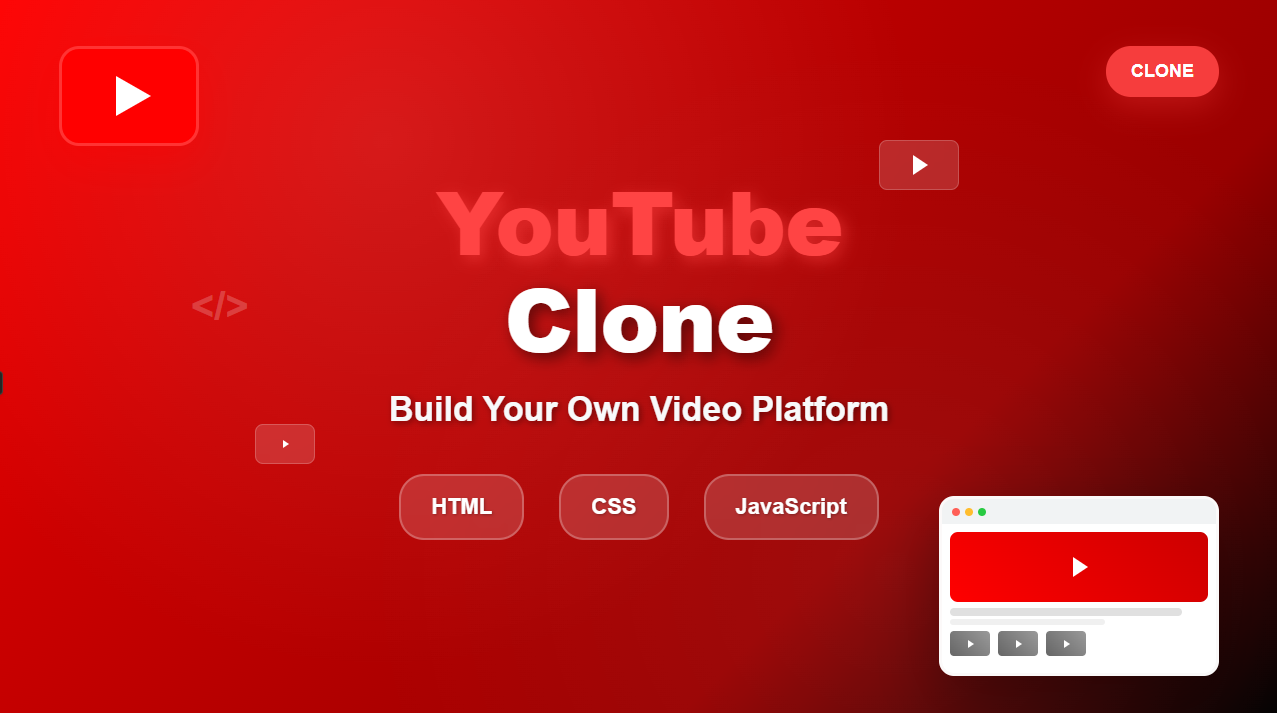 CLONE
YouTube
Clone
</>
Build Your Own Video Platform
HTML
CSS
JavaScript